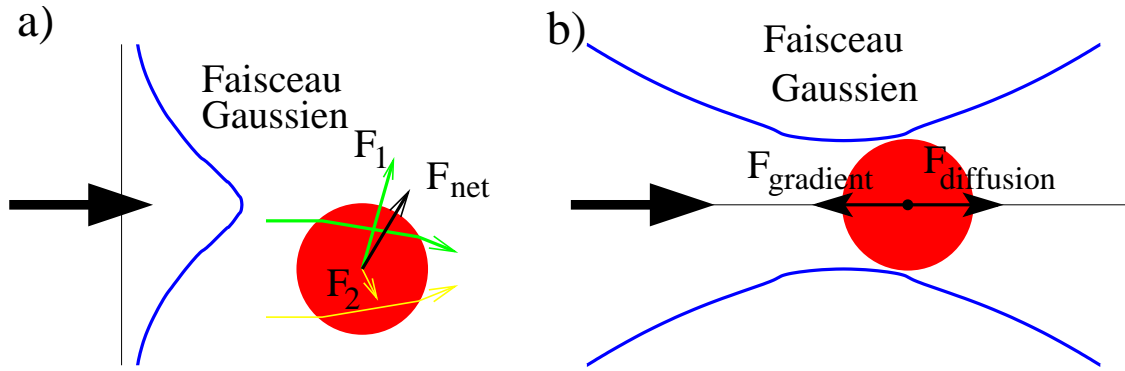 a)
Faisceau
Gaussien
F1
Fnet
F2
b)
Faisceau
Gaussien
Fgradient
Fdiffusion